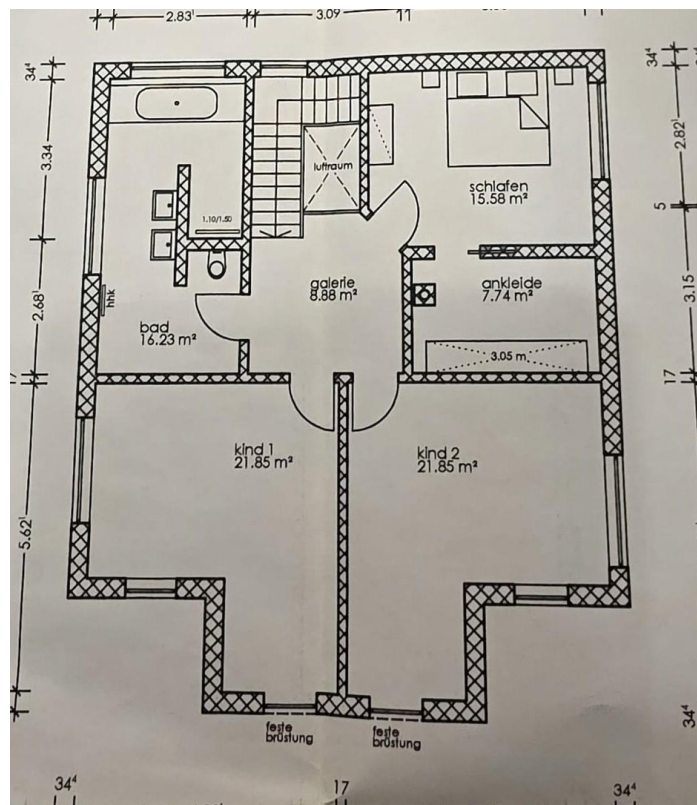 2.83¹
3.09
11
34⁴
34⁴
3.34
2.82¹
luftraum
schlafen
15.58 m²
5
1.10/1.50
galerie
8.88 m²
ankleide
7.74 m²
3.15
2.68¹
hhk
bad
16.23 m²
3.05 m
17
kind 1
21.85 m²
kind 2
21.85 m²
5.62¹
feste
brüstung
feste
brüstung
34⁴
34⁴
17
34⁴